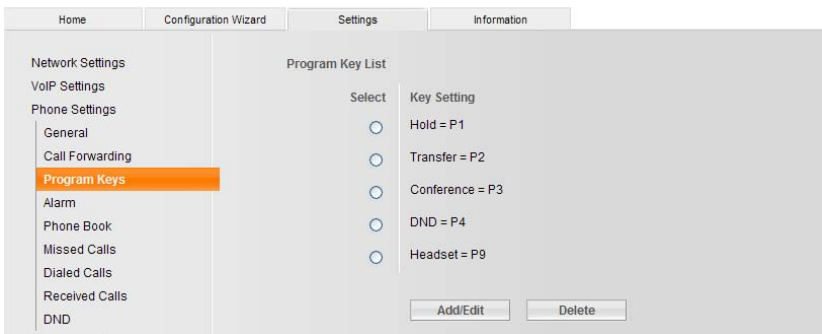 Home Configuration Wizard Settings Information
Network Settings
VoIP Settings
Phone Settings
General
Call Forwarding
Program Keys
Alarm
Phone Book
Missed Calls
Dialed Calls
Received Calls
DND
Program Key List
Select Key Setting
Hold = P1
Transfer = P2
Conference = P3
DND = P4
Headset = P9
Add/Edit Delete